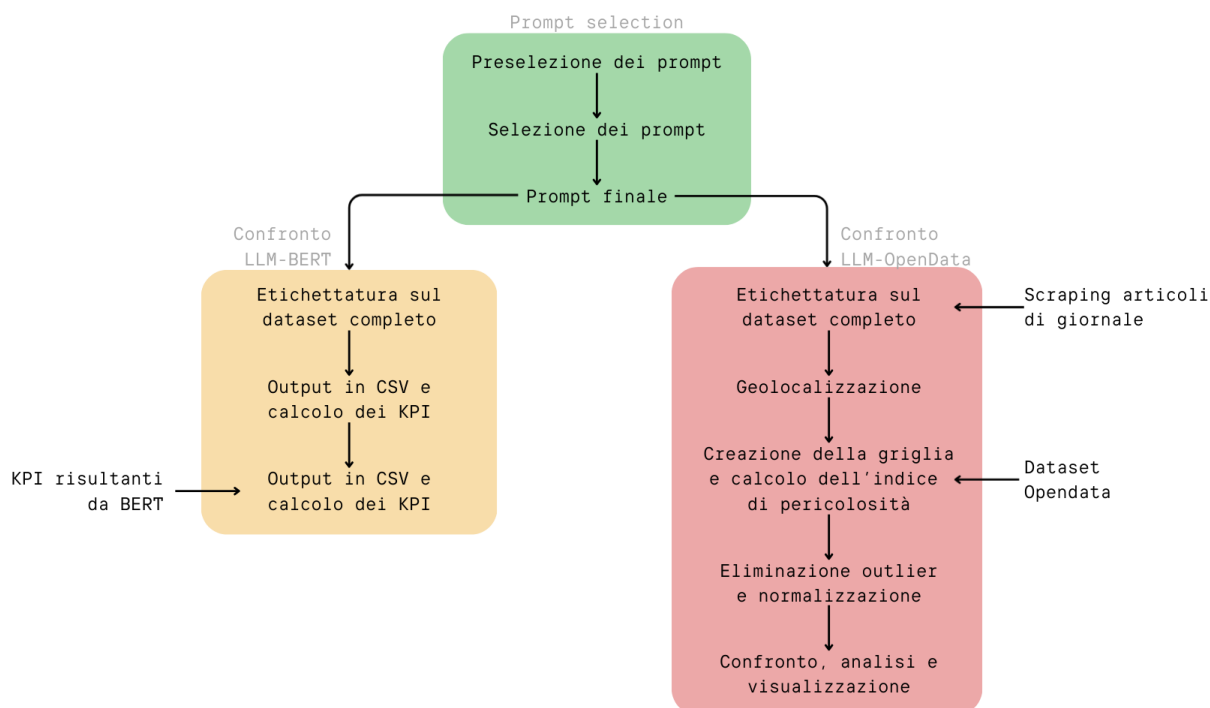 Prompt selection
Preselezione dei prompt
Selezione dei prompt
Prompt finale
Confronto
LLM-BERT
Etichettatura sul
dataset completo
Output in CSV e
calcolo dei KPI
Output in CSV e
calcolo dei KPI
KPI risultanti
da BERT
Confronto
LLM-OpenData
Etichettatura sul
dataset completo
Scraping articoli
di giornale
Geolocalizzazione
Creazione della griglia
e calcolo dell'indice
di pericolosità
Dataset
Opendata
Eliminazione outlier
e normalizzazione
Confronto, analisi e
visualizzazione